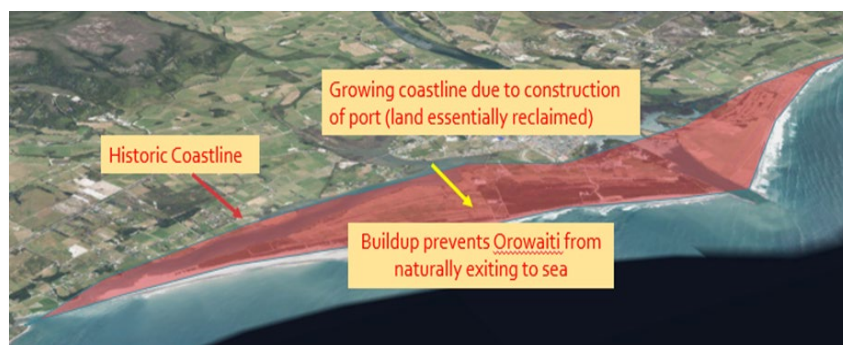 Growing coastline due to construction
of port (land essentially reclaimed)
Historic Coastline
Buildup prevents Orowaiti from
naturally exiting to sea